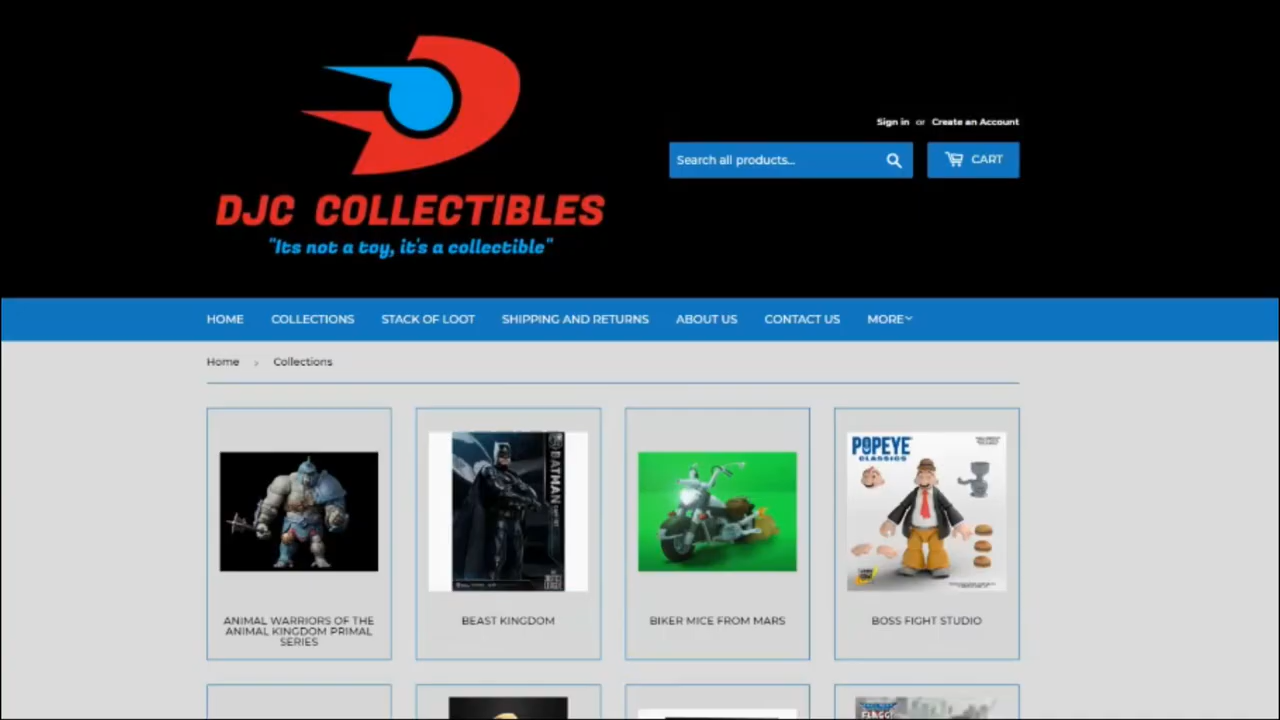 Sign in or Create an Account
Search all products...
CART
DJC COLLECTIBLES
"Its not a toy, it's a collectible"
HOME COLLECTIONS STACK OF LOOT SHIPPING AND RETURNS ABOUT US CONTACT US MORE
Home › Collections
BATMAN
POPEYE
CLASSICS
ANIMAL WARRIORS OF THE
ANIMAL KINGDOM PRIMAL
SERIES
BEAST KINGDOM
BIKER MICE FROM MARS
BOSS FIGHT STUDIO